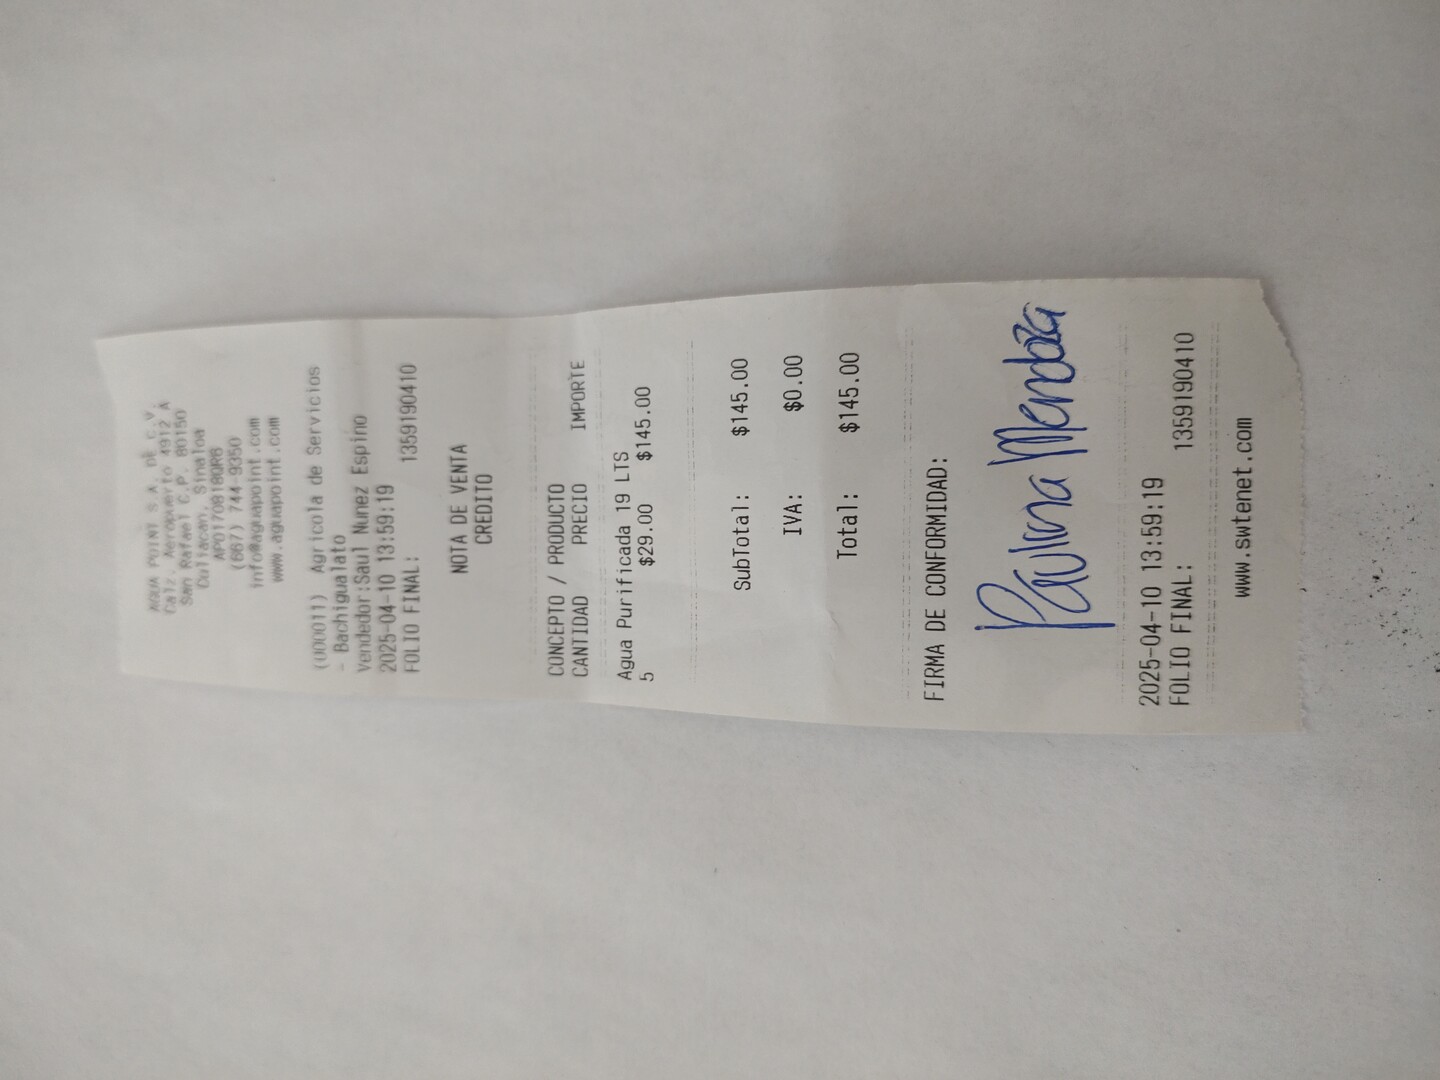 AGUA POINT S.A. DE C.V.
Calz. Aeropuerto 4912 A
San Rafael C.P. 80150
Culiacan, Sinaloa
APO170818QR6
(667) 744-9350
info@aguapoint.com
www.aguapoint.com
(000011) Agricola de Servicios
- Bachigualato
Vendedor:Saul Nunez Espino
2025-04-10 13:59:19
FOLIO FINAL: 1359190410
NOTA DE VENTA
CREDITO
CONCEPTO / PRODUCTO
CANTIDAD PRECIO IMPORTE
Agua Purificada 19 LTS
5 $29.00 $145.00
SubTotal: $145.00
IVA: $0.00
Total: $145.00
FIRMA DE CONFORMIDAD:
Paulina Mendoza
2025-04-10 13:59:19
FOLIO FINAL: 1359190410
www.swtenet.com